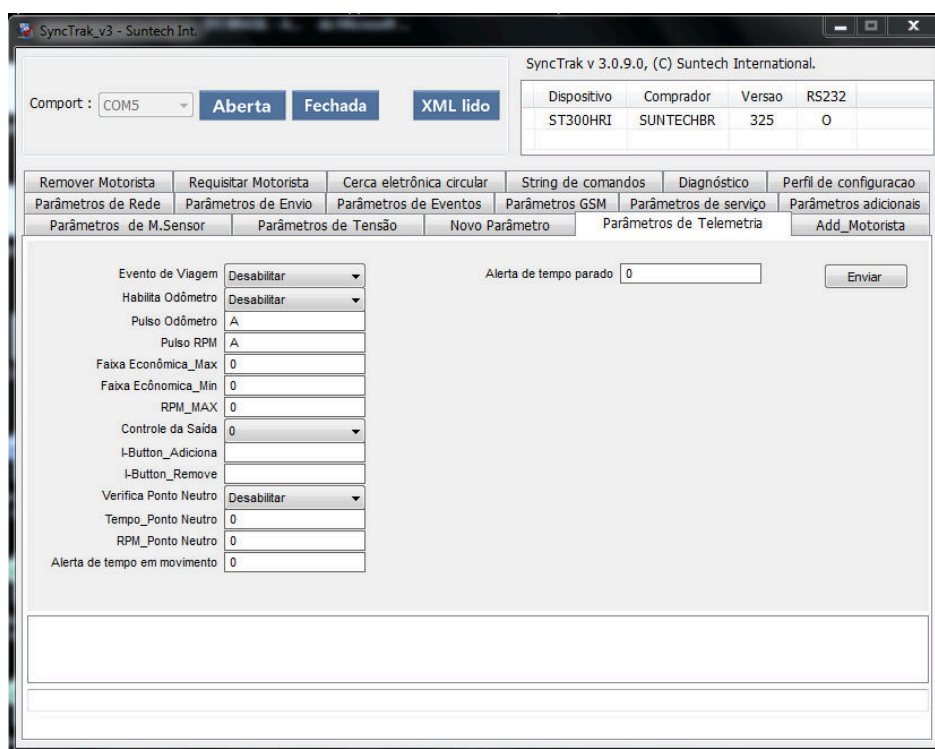 SyncTrak_v3 - Suntech Int.
SyncTrak v 3.0.9.0, (C) Suntech International.
Comport : COM5 Aberta Fechada XML lido
Dispositivo Comprador Versao RS232
ST300HRI SUNTECHBR 325 O
Remover Motorista Requisitar Motorista Cerca eletrônica circular String de comandos Diagnóstico Perfil de configuracao
Parâmetros de Rede Parâmetros de Envio Parâmetros de Eventos Parâmetros GSM Parâmetros de serviço Parâmetros adicionais
Parâmetros de M.Sensor Parâmetros de Tensão Novo Parâmetro Parâmetros de Telemetria Add_Motorista
Evento de Viagem Desabilitar Alerta de tempo parado 0 Enviar
Habilita Odômetro Desabilitar
Pulso Odômetro A
Pulso RPM A
Faixa Econômica_Max 0
Faixa Ecônomica_Min 0
RPM_MAX 0
Controle da Saída 0
I-Button_Adiciona
I-Button_Remove
Verifica Ponto Neutro Desabilitar
Tempo_Ponto Neutro 0
RPM_Ponto Neutro 0
Alerta de tempo em movimento 0